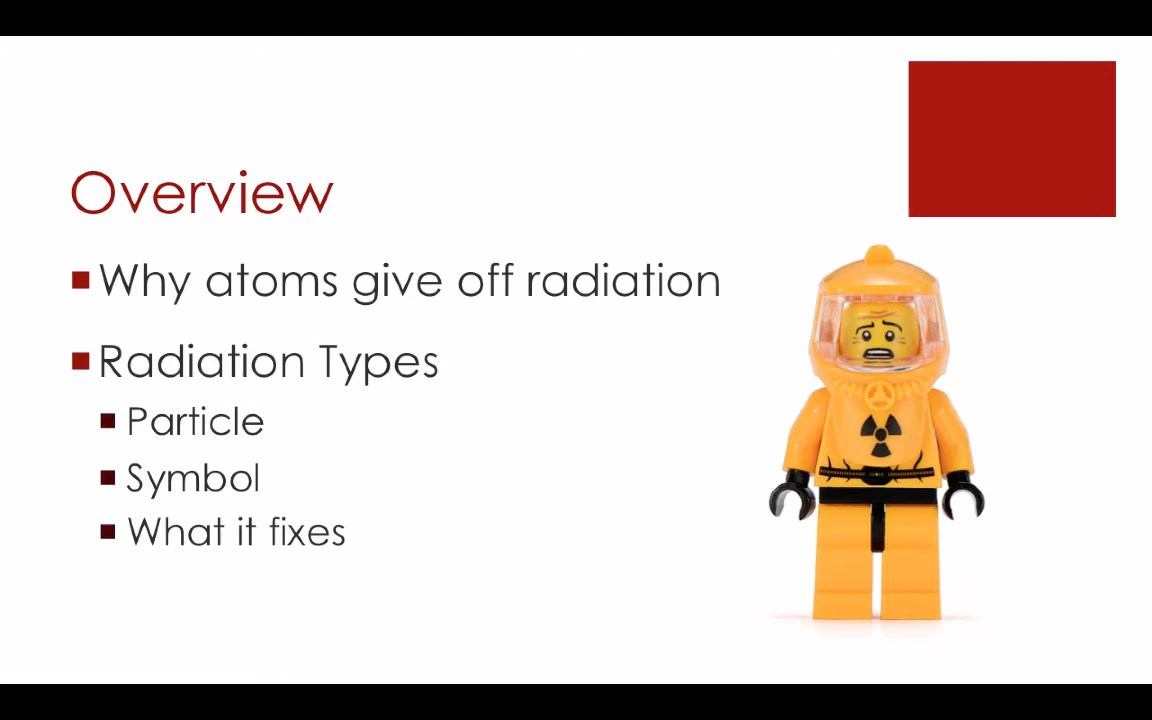 Overview
Why atoms give off radiation
Radiation Types
Particle
Symbol
What it fixes